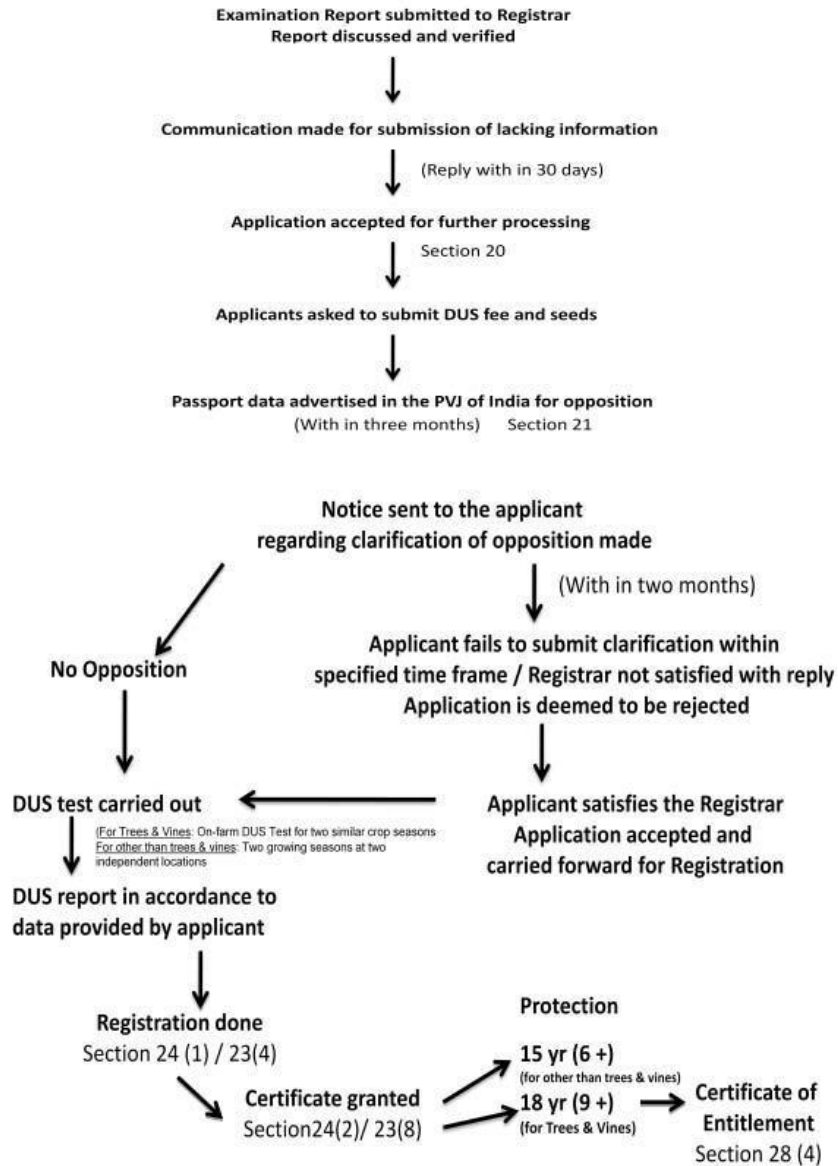 Examination Report submitted to Registrar
Report discussed and verified
Communication made for submission of lacking information
(Reply with in 30 days)
Application accepted for further processing
Section 20
Applicants asked to submit DUS fee and seeds
Passport data advertised in the PVJ of India for opposition
(With in three months) Section 21
Notice sent to the applicant
regarding clarification of opposition made
(With in two months)
No Opposition
Applicant fails to submit clarification within
specified time frame / Registrar not satisfied with reply
Application is deemed to be rejected
DUS test carried out
(For Trees & Vines: On-farm DUS Test for two similar crop seasons
For other than trees & vines: Two growing seasons at two
independent locations
Applicant satisfies the Registrar
Application accepted and
carried forward for Registration
DUS report in accordance to
data provided by applicant
Registration done
Section 24 (1) / 23(4)
Certificate granted
Section24(2)/ 23(8)
Protection
15 yr (6 +)
(for other than trees & vines)
18 yr (9 +)
(for Trees & Vines)
Certificate of
Entitlement
Section 28 (4)